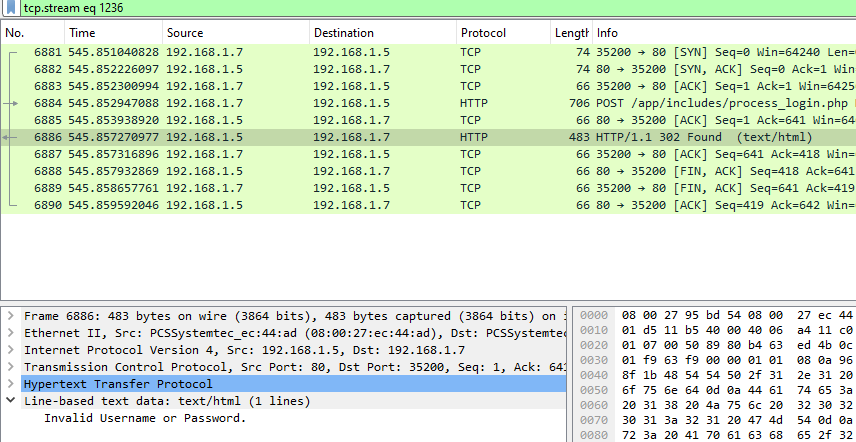 tcp.stream eq 1236
No. Time Source Destination Protocol Length Info
6881 545.851040828 192.168.1.7 192.168.1.5 TCP 74 35200 → 80 [SYN] Seq=0 Win=64240 Len=
6882 545.852226097 192.168.1.5 192.168.1.7 TCP 74 80 → 35200 [SYN, ACK] Seq=0 Ack=1 Win=
6883 545.852300994 192.168.1.7 192.168.1.5 TCP 66 35200 → 80 [ACK] Seq=1 Ack=1 Win=6425
6884 545.852947088 192.168.1.7 192.168.1.5 HTTP 706 POST /app/includes/process_login.php
6885 545.853938920 192.168.1.5 192.168.1.7 TCP 66 80 → 35200 [ACK] Seq=1 Ack=641 Win=64
6886 545.857270977 192.168.1.5 192.168.1.7 HTTP 483 HTTP/1.1 302 Found (text/html)
6887 545.857316896 192.168.1.7 192.168.1.5 TCP 66 35200 → 80 [ACK] Seq=641 Ack=418 Win=
6888 545.857932869 192.168.1.5 192.168.1.7 TCP 66 80 → 35200 [FIN, ACK] Seq=418 Ack=641
6889 545.858657761 192.168.1.7 192.168.1.5 TCP 66 35200 → 80 [FIN, ACK] Seq=641 Ack=419
6890 545.859592046 192.168.1.5 192.168.1.7 TCP 66 80 → 35200 [ACK] Seq=419 Ack=642 Win=
Frame 6886: 483 bytes on wire (3864 bits), 483 bytes captured (3864 bits) on i
Ethernet II, Src: PCSSystemtec_ec:44:ad (08:00:27:ec:44:ad), Dst: PCSSystemtec
Internet Protocol Version 4, Src: 192.168.1.5, Dst: 192.168.1.7
Transmission Control Protocol, Src Port: 80, Dst Port: 35200, Seq: 1, Ack: 641
Hypertext Transfer Protocol
Line-based text data: text/html (1 lines)
Invalid Username or Password.
0000 08 00 27 95 bd 54 08 00 27 ec 44
0010 01 d5 11 b5 40 00 40 06 a4 11 c0
0020 01 07 00 50 89 80 b4 63 ed 4b 0c
0030 01 f9 63 f9 00 00 01 01 08 0a 96
0040 8f 1b 48 54 54 50 2f 31 2e 31 20
0050 6f 75 6e 64 0d 0a 44 61 74 65 3a
0060 20 31 38 20 4a 75 6c 20 32 30 32
0070 30 31 3a 32 31 20 47 4d 54 0d 0a
0080 72 3a 20 41 70 61 63 68 65 2f 32